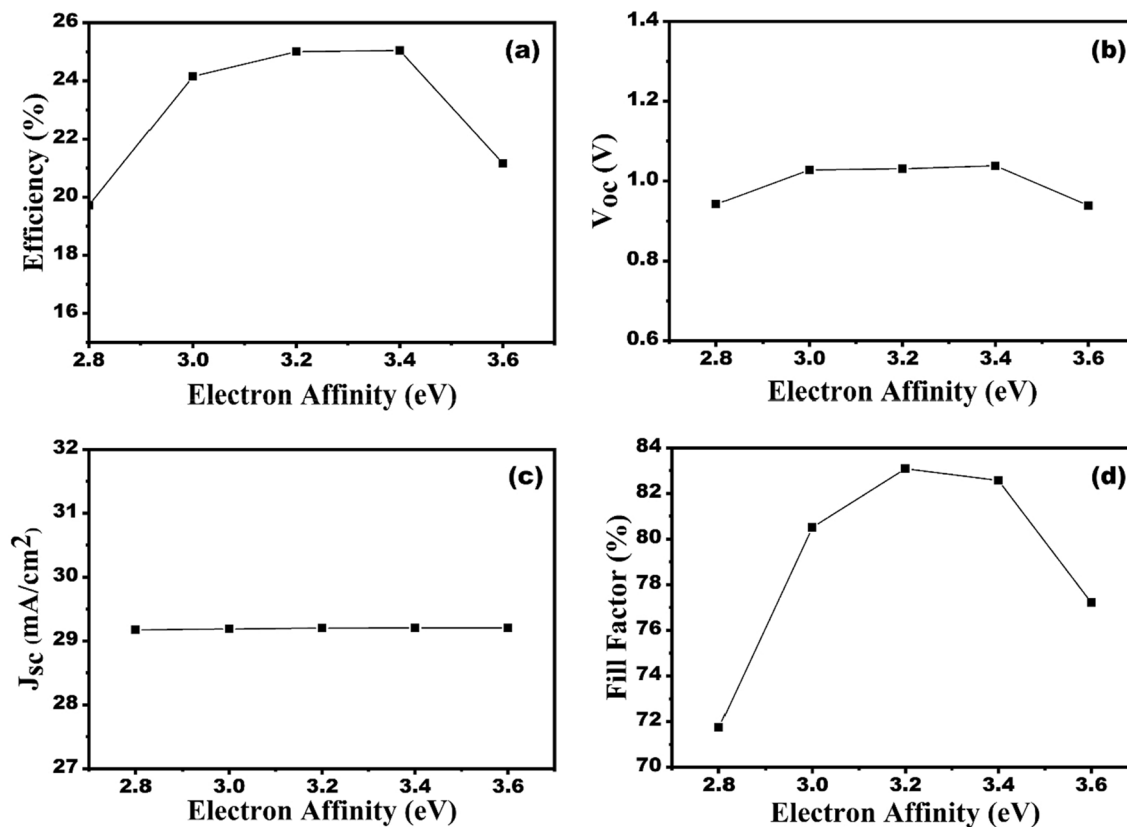 (a)
Efficiency (%)
26
24
22
20
18
16
2.8 3.0 3.2 3.4 3.6
Electron Affinity (eV)
(b)
Voc (V)
1.4
1.2
1.0
0.8
0.6
2.8 3.0 3.2 3.4 3.6
Electron Affinity (eV)
(c)
Jsc (mA/cm²)
32
31
30
29
28
27
2.8 3.0 3.2 3.4 3.6
Electron Affinity (eV)
(d)
Fill Factor (%)
84
82
80
78
76
74
72
70
2.8 3.0 3.2 3.4 3.6
Electron Affinity (eV)